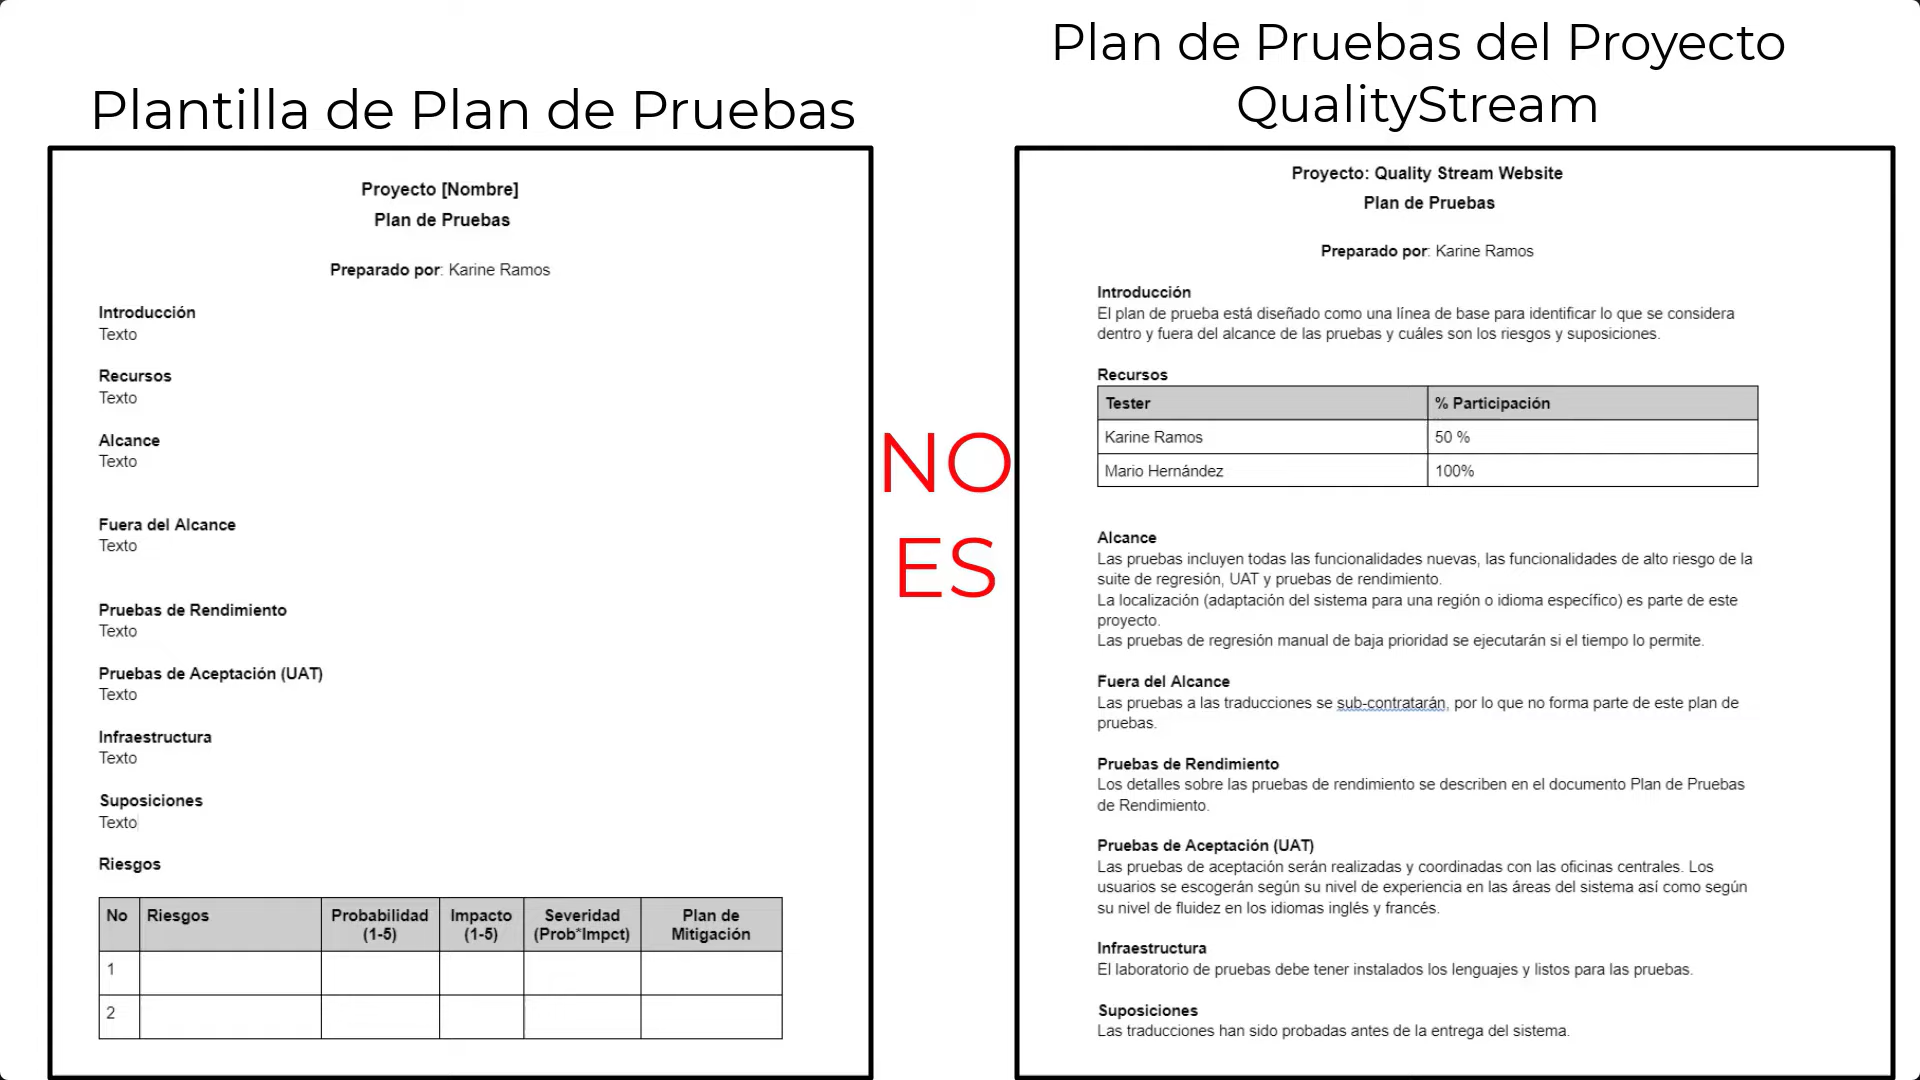 Plantilla de Plan de Pruebas
Proyecto [Nombre]
Plan de Pruebas
Preparado por: Karine Ramos
Introducción
Texto
Recursos
Texto
Alcance
Texto
Fuera del Alcance
Texto
Pruebas de Rendimiento
Texto
Pruebas de Aceptación (UAT)
Texto
Infraestructura
Texto
Suposiciones
Texto
Riesgos
No Riesgos Probabilidad (1-5) Impacto (1-5) Severidad (Prob*Impct) Plan de Mitigación
1
2
NO
ES
Plan de Pruebas del Proyecto
QualityStream
Proyecto: Quality Stream Website
Plan de Pruebas
Preparado por: Karine Ramos
Introducción
El plan de prueba está diseñado como una línea de base para identificar lo que se considera
dentro y fuera del alcance de las pruebas y cuáles son los riesgos y suposiciones.
Recursos
Tester % Participación
Karine Ramos 50 %
Mario Hernández 100%
Alcance
Las pruebas incluyen todas las funcionalidades nuevas, las funcionalidades de alto riesgo de la
suite de regresión, UAT y pruebas de rendimiento.
La localización (adaptación del sistema para una región o idioma específico) es parte de este
proyecto.
Las pruebas de regresión manual de baja prioridad se ejecutarán si el tiempo lo permite.
Fuera del Alcance
Las pruebas a las traducciones se sub-contratarán, por lo que no forma parte de este plan de
pruebas.
Pruebas de Rendimiento
Los detalles sobre las pruebas de rendimiento se describen en el documento Plan de Pruebas
de Rendimiento.
Pruebas de Aceptación (UAT)
Las pruebas de aceptación serán realizadas y coordinadas con las oficinas centrales. Los
usuarios se escogerán según su nivel de experiencia en las áreas del sistema así como según
su nivel de fluidez en los idiomas inglés y francés.
Infraestructura
El laboratorio de pruebas debe tener instalados los lenguajes y listos para las pruebas.
Suposiciones
Las traducciones han sido probadas antes de la entrega del sistema.